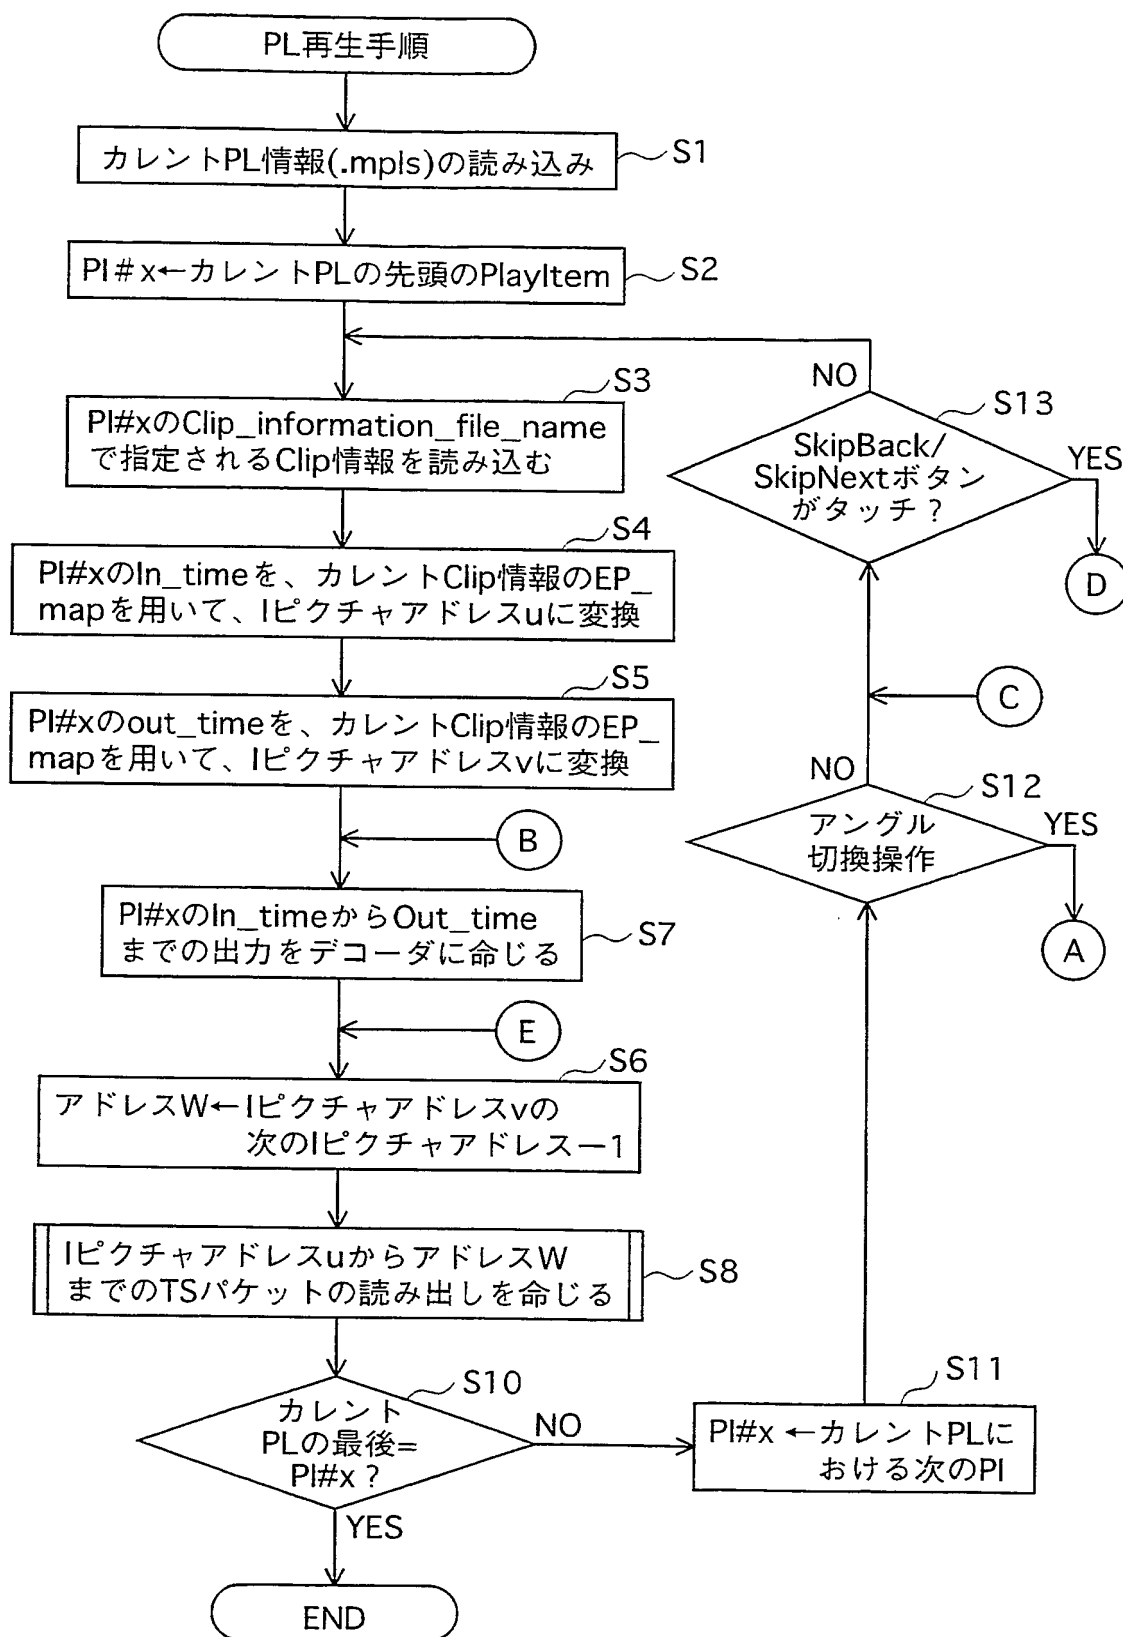 PL再生手順
カレントPL情報(.mpls)の読み込み
S1
PI#x←カレントPLの先頭のPlayItem
S2
S3
PI#xのClip_information_file_name
で指定されるClip情報を読み込む
S4
PI#xのIn_timeを、カレントClip情報のEP_
mapを用いて、Iピクチャアドレスuに変換
S5
PI#xのout_timeを、カレントClip情報のEP_
mapを用いて、Iピクチャアドレスvに変換
B
PI#xのIn_timeからOut_time
までの出力をデコーダに命じる
S7
E
S6
アドレスW←Iピクチャアドレスvの
次のIピクチャアドレスー1
IピクチャアドレスuからアドレスW
までのTSパケットの読み出しを命じる
S8
S10
カレント
PLの最後=
PI#x?
NO
YES
END
S11
PI#x ←カレントPLに
おける次のPI
S12
アングル
切換操作
NO
YES
A
C
S13
SkipBack/
SkipNextボタン
がタッチ?
NO
YES
D